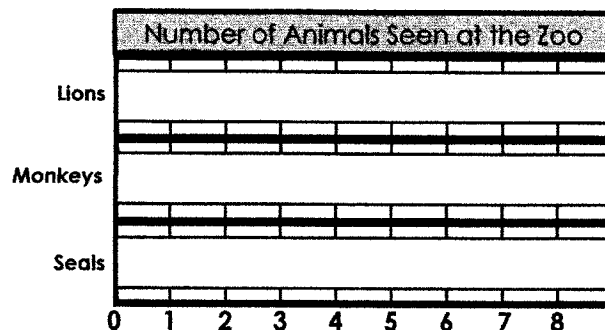 Number of Animals Seen at the Zoo
Lions
Monkeys
Seals
0 1 2 3 4 5 6 7 8